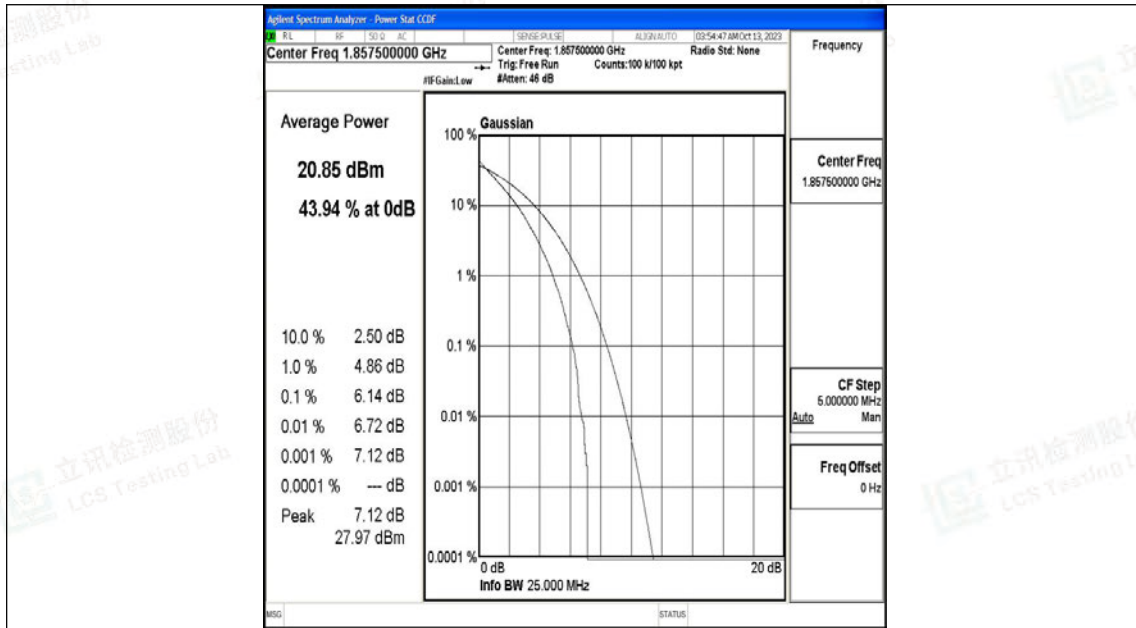 Agilent Spectrum Analyzer - Power Stat CCDF
RL RF 50 Ω AC SENSE:PULSE ALIGNAUTO 03:54:47 AM Oct 13, 2023
Center Freq 1.857500000 GHz
Center Freq: 1.857500000 GHz Radio Std: None
Trig: Free Run Counts:100 k/100 kpt
#IFGain:Low #Atten: 46 dB
Frequency
Average Power
20.85 dBm
43.94 % at 0dB
10.0 % 2.50 dB
1.0 % 4.86 dB
0.1 % 6.14 dB
0.01 % 6.72 dB
0.001 % 7.12 dB
0.0001 % --- dB
Peak 7.12 dB
27.97 dBm
Gaussian
100 %
10 %
1 %
0.1 %
0.01 %
0.001 %
0.0001 %
0 dB 20 dB
Info BW 25.000 MHz
Center Freq
1.857500000 GHz
CF Step
5.000000 MHz
Auto Man
Freq Offset
0 Hz
MSG STATUS
立讯检测股份
LCS Testing Lab
立讯检测股份
LCS Testing L
检测股份
sting Lab
立